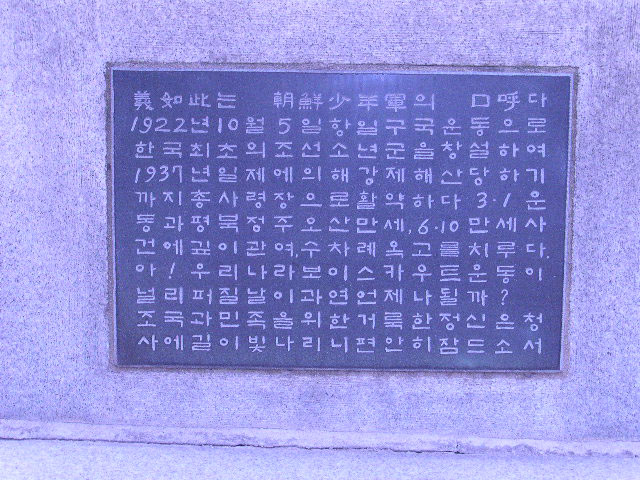 義如此는 朝鮮少年軍의 口呼다
1922년10월 5일항일구국운동으로
한국최초의조선소년군을창설하여
1937년일제에의해강제해산당하기
까지총사령장으로활약하다3·1운
동과평북정주오산만세,6·10만세사
건에깊이관여,수차례옥고를치루다.
아!우리나라보이스카우트운동이
널리퍼질날이과연언제나될까?
조국과민족을위한거룩한정신은청
사에길이빛나리니편안히잠드소서